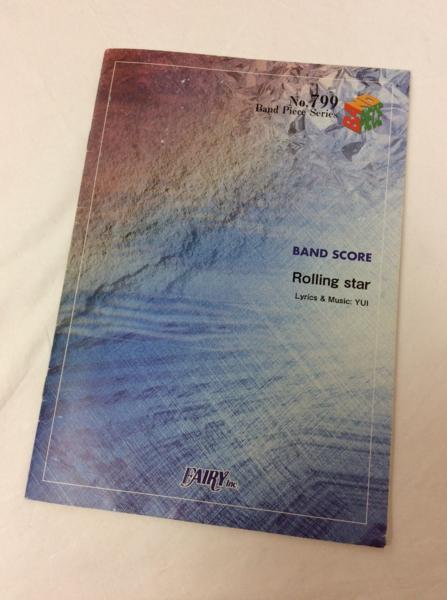 No.799
Band Piece Series
BAND SCORE
Rolling star
Lyrics & Music: YUI
FAIRY Inc.